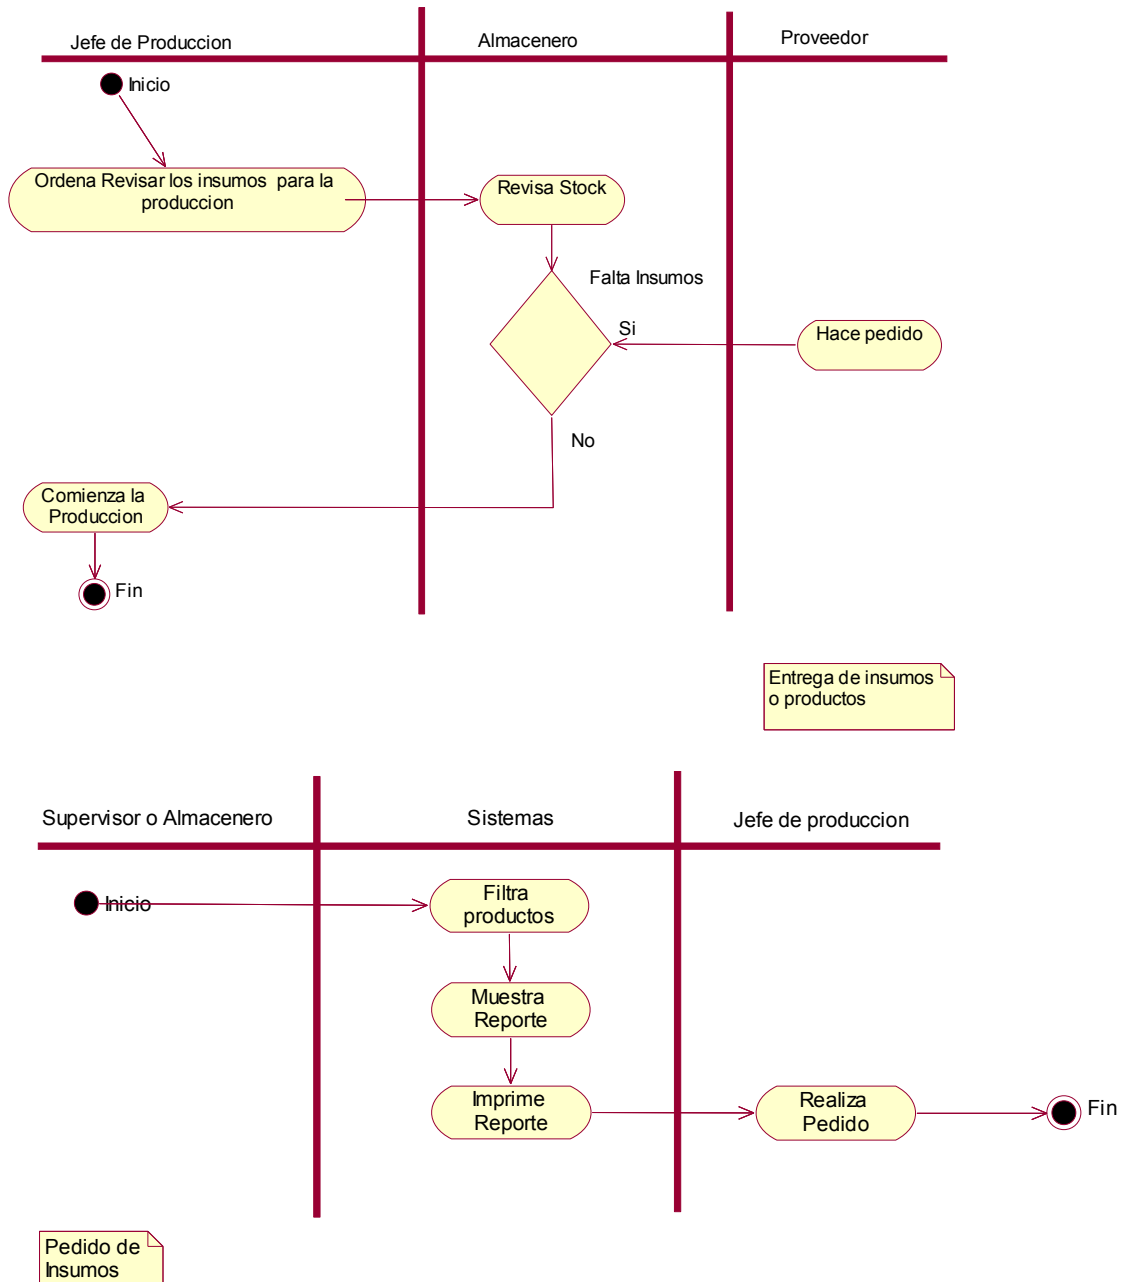 Jefe de Produccion
Almacenero
Proveedor
Inicio
Ordena Revisar los insumos para la
produccion
Revisa Stock
Falta Insumos
Si
Hace pedido
No
Comienza la
Produccion
Fin
Entrega de insumos
o productos
Supervisor o Almacenero
Sistemas
Jefe de produccion
Inicio
Filtra
productos
Muestra
Reporte
Imprime
Reporte
Realiza
Pedido
Fin
Pedido de
Insumos